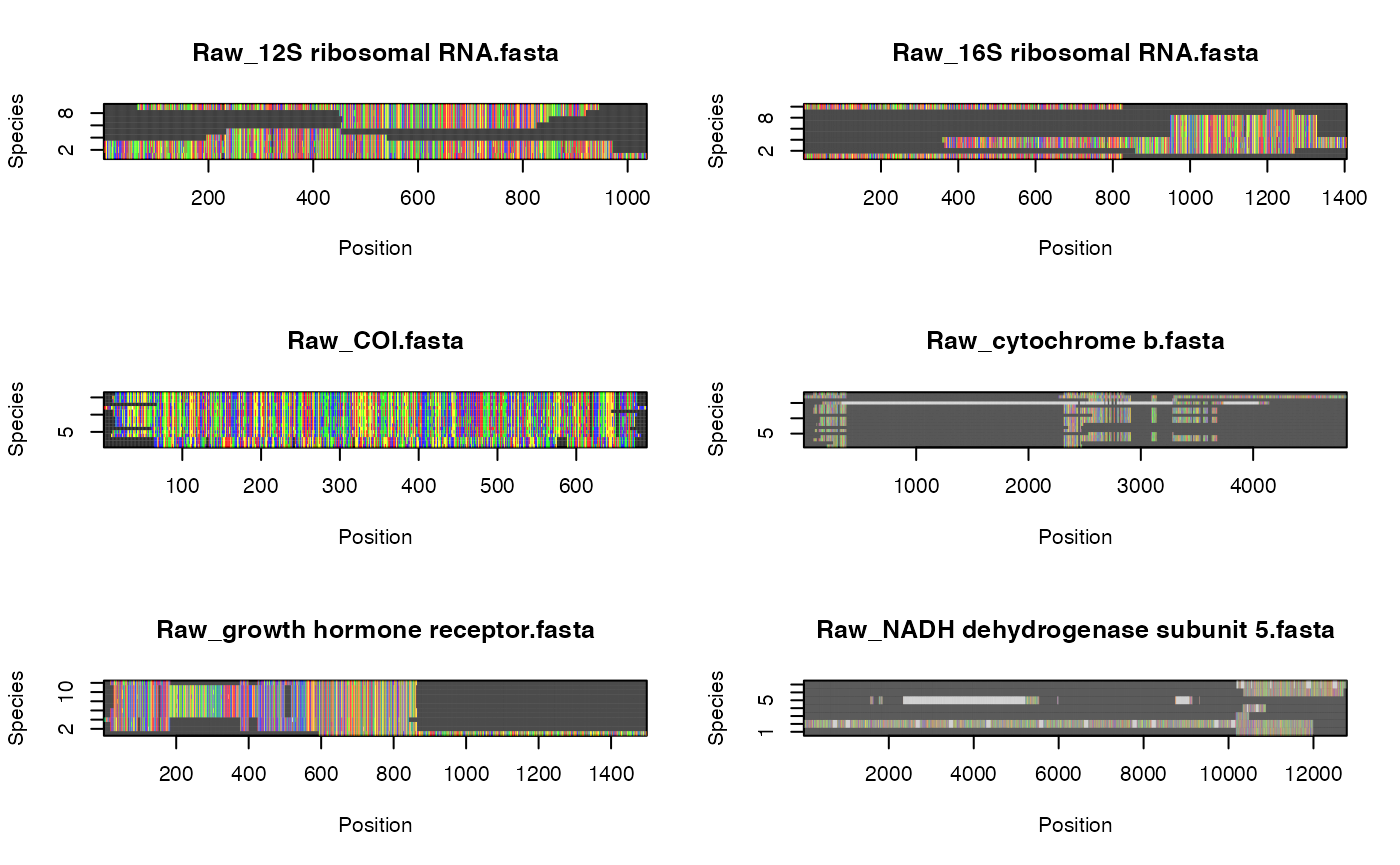 Raw_12S ribosomal RNA.fasta
Species
2 8
200 400 600 800 1000
Position
Raw_16S ribosomal RNA.fasta
Species
2 8
200 400 600 800 1000 1200 1400
Position
Raw_COI.fasta
Species
5
100 200 300 400 500 600
Position
Raw_cytochrome b.fasta
Species
5
1000 2000 3000 4000
Position
Raw_growth hormone receptor.fasta
Species
2 10
200 400 600 800 1000 1200 1400
Position
Raw_NADH dehydrogenase subunit 5.fasta
Species
1 5
2000 4000 6000 8000 10000 12000
Position